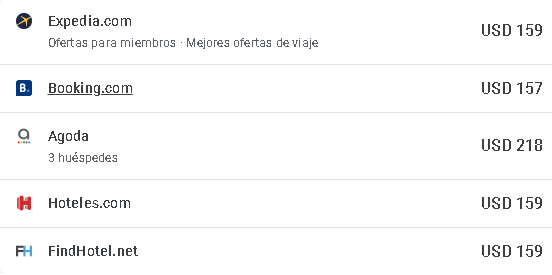 Expedia.com
USD 159
Ofertas para miembros · Mejores ofertas de viaje
B.
Booking.com
USD 157
a
Agoda
USD 218
3 huéspedes
H
Hoteles.com
USD 159
FH
FindHotel.net
USD 159